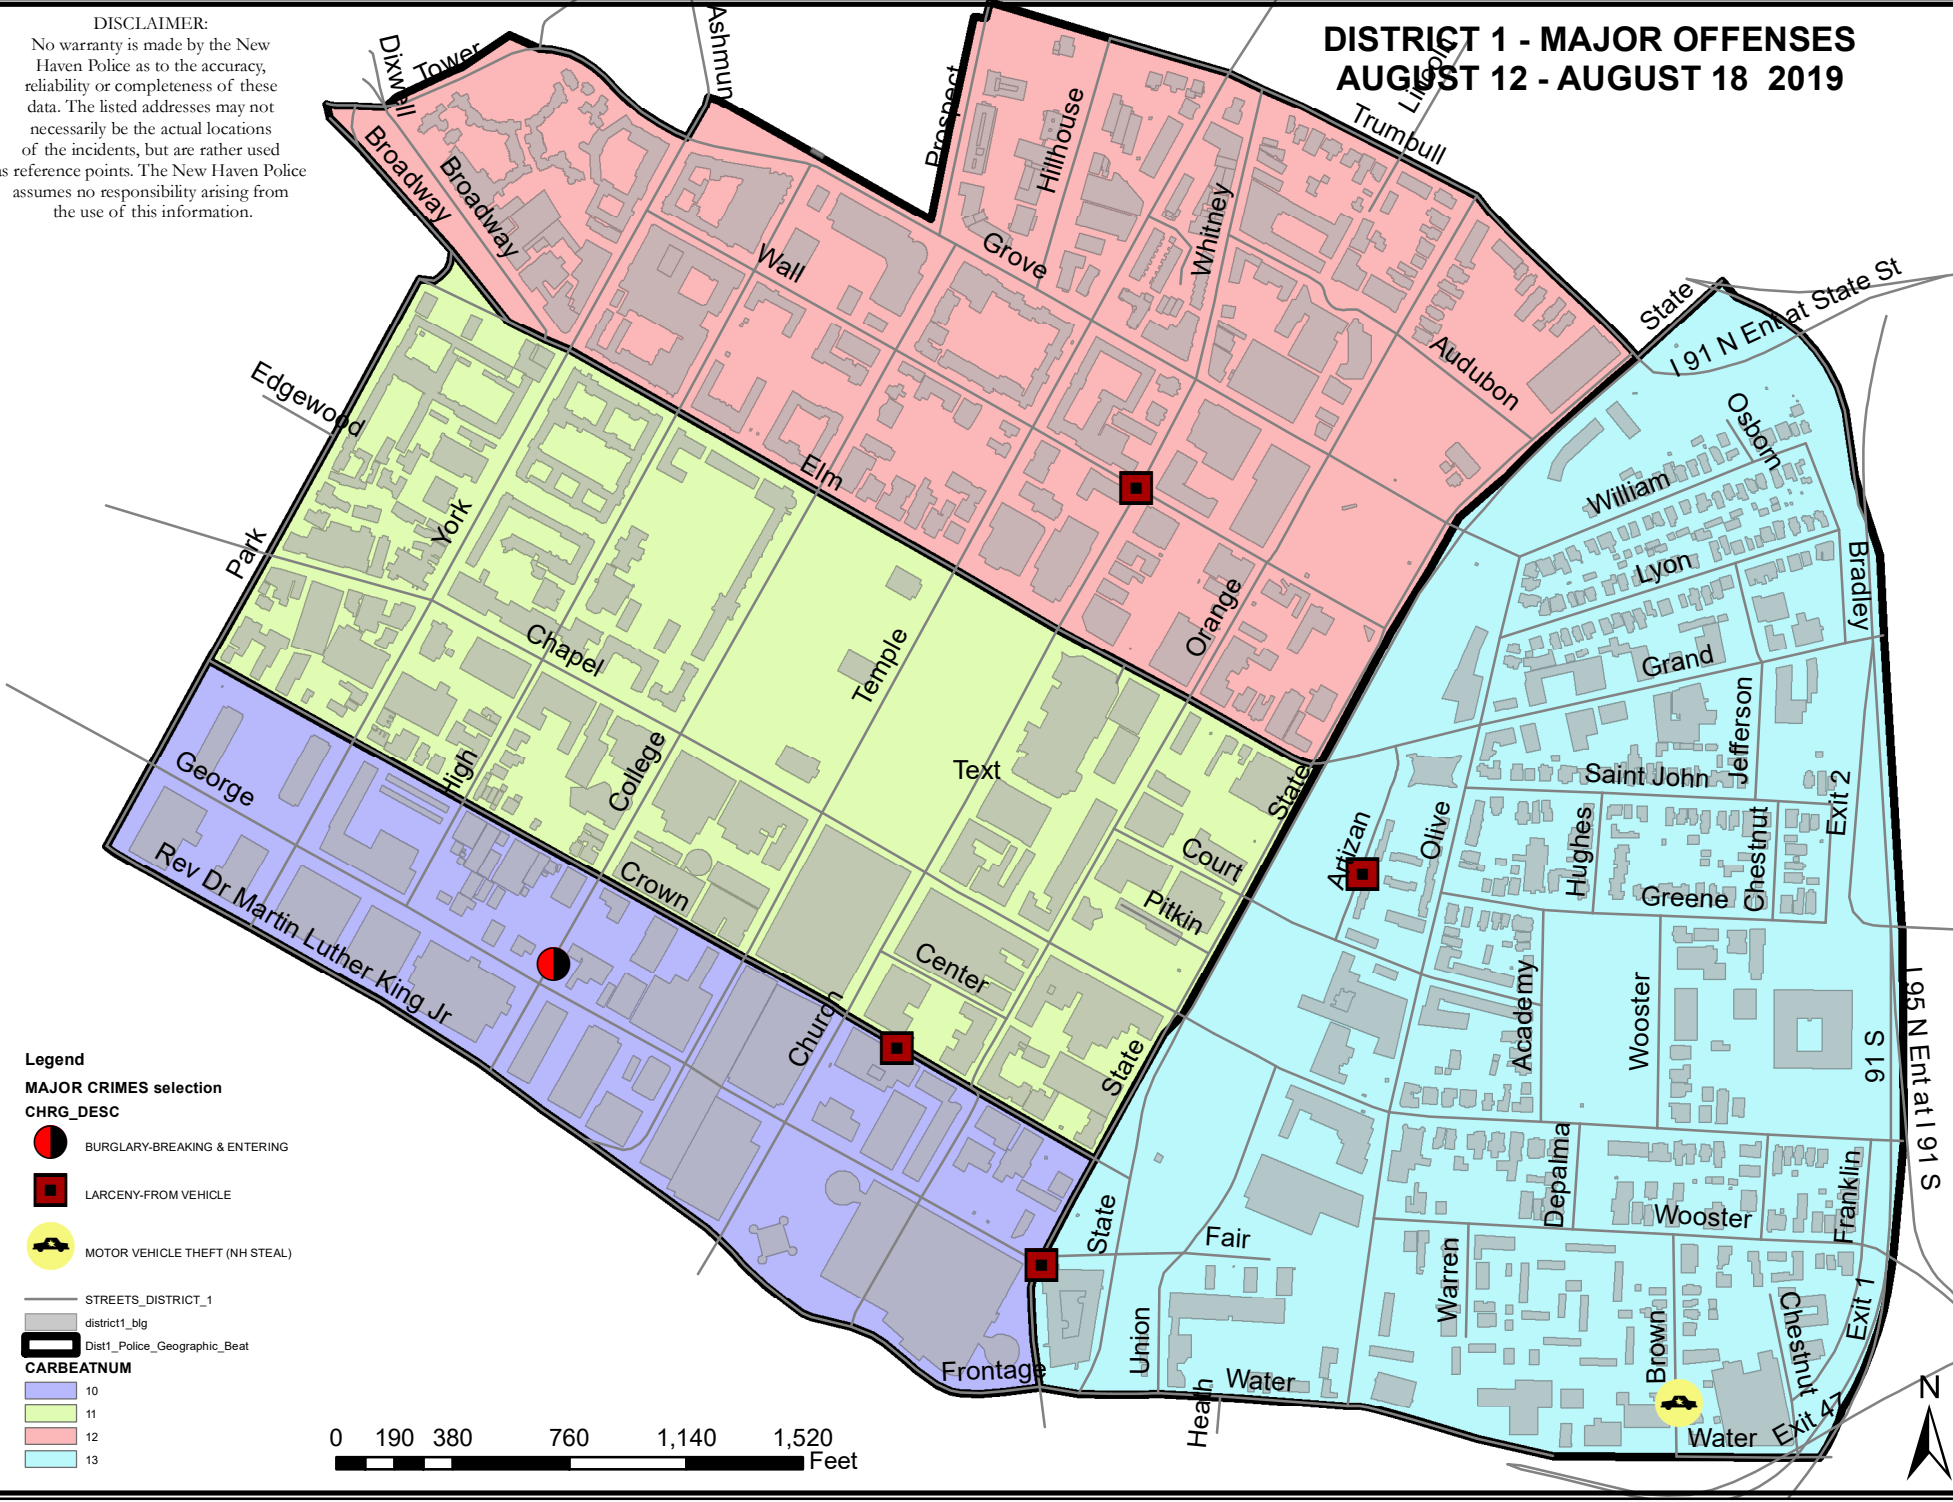 DISCLAIMER:
No warranty is made by the New
Haven Police as to the accuracy,
reliability or completeness of these
data. The listed addresses may not
necessarily be the actual locations
of the incidents, but are rather used
as reference points. The New Haven Police
assumes no responsibility arising from
the use of this information.
DISTRICT 1 - MAJOR OFFENSES
AUGUST 12 - AUGUST 18 2019
Dixwell
Tower
Ashmun
Prospect
Hillhouse
Lincoln
Trumbull
Broadway
Broadway
Whitney
Wall
Grove
State
I 91 N Ent at State St
Audubon
Edgewood
Osborn
Elm
William
York
Park
Lyon
Bradley
Orange
Chapel
Temple
Grand
Jefferson
George
High
College
Text
State
Saint John
Exit 2
Artizan
Olive
Hughes
Chestnut
Court
Crown
Greene
Pitkin
Rev Dr Martin Luther King Jr
Center
Academy
Wooster
Church
State
91 S
I 95 N Ent at I 91 S
Depalma
Franklin
State
Fair
Wooster
Warren
Union
Brown
Chestnut
Exit 1
Frontage
Water
Heath
Water
Exit 47
N
Legend
MAJOR CRIMES selection
CHRG_DESC
BURGLARY-BREAKING & ENTERING
LARCENY-FROM VEHICLE
MOTOR VEHICLE THEFT (NH STEAL)
STREETS_DISTRICT_1
district1_blg
Dist1_Police_Geographic_Beat
CARBEATNUM
10
11
12
13
0 190 380 760 1,140 1,520
Feet